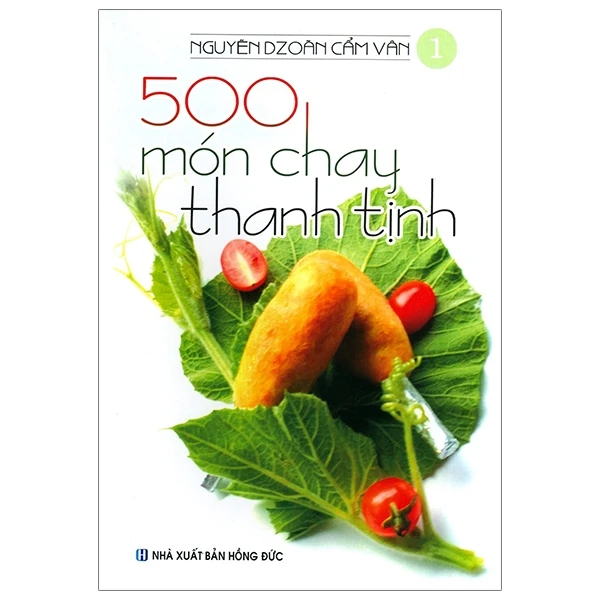 NGUYỄN DZOÃN CẨM VÂN 1
500
món chay
thanh tịnh
H NHÀ XUẤT BẢN HỒNG ĐỨC